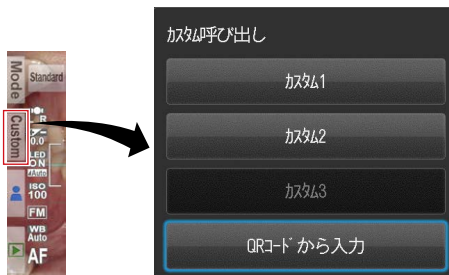 Mode
Standard
Custom
R
0.0
LED
ON
Auto
ISO
100
FM
WB
Auto
AF
ｶｽﾀﾑ呼び出し
ｶｽﾀﾑ1
ｶｽﾀﾑ2
ｶｽﾀﾑ3
QRｺｰﾄﾞから入力